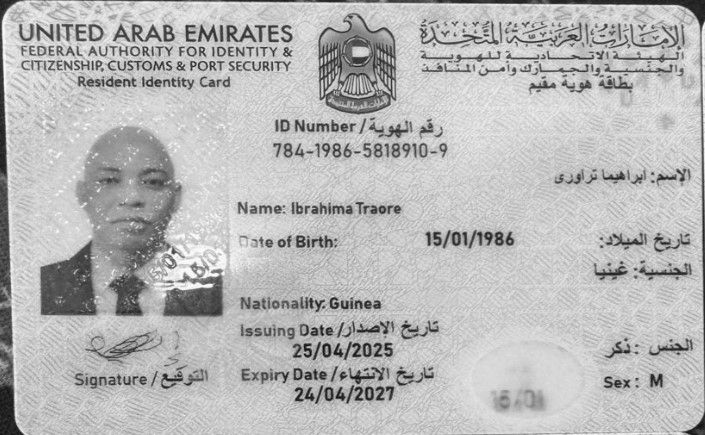 UNITED ARAB EMIRATES
FEDERAL AUTHORITY FOR IDENTITY &
CITIZENSHIP, CUSTOMS & PORT SECURITY
Resident Identity Card
الإمارات العربية المتحدة
الهيئة الاتحادية للهوية
والجنسية والجمارك وأمن المنافذ
بطاقة هوية مقيم
ID Number / رقم الهوية
784-1986-5818910-9
الإسم: ابراهيما تراورى
Name: Ibrahima Traore
Date of Birth: 15/01/1986 تاريخ الميلاد:
الجنسية: غينيا
Nationality: Guinea
Issuing Date / تاريخ الاصدار
25/04/2025
الجنس: ذكر
Expiry Date / تاريخ الانتهاء
24/04/2027
Sex: M
Signature / التوقيع
15/01